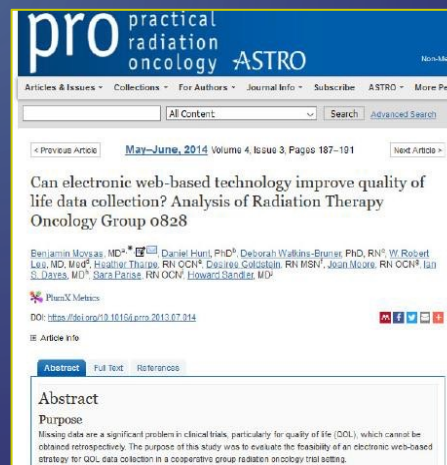 pro practical
radiation
oncology ASTRO
Non-Me
Articles & Issues Collections For Authors Journal Info Subscribe ASTRO More Pe
All Content Search Advanced Search
< Previous Article May–June, 2014 Volume 4, Issue 3, Pages 187–191 Next Article >
Can electronic web-based technology improve quality of
life data collection? Analysis of Radiation Therapy
Oncology Group 0828
Benjamin Movsas, MD, Daniel Hunt, PhD, Deborah Watkins-Bruner, PhD, RN, W. Robert
Lee, MD, Med, Heather Tharpe, RN OCN, Desiree Goldstein, RN MSN, Joan Moore, RN OCN, Ian
S. Dayes, MD, Sara Parise, RN OCN, Howard Sandler, MD
PlumX Metrics
DOI: https://doi.org/10.1016/j.prro.2013.07.014
Article Info
Abstract Full Text References
Abstract
Purpose
Missing data are a significant problem in clinical trials, particularly for quality of life (QOL), which cannot be
obtained retrospectively. The purpose of this study was to evaluate the feasibility of an electronic web-based
strategy for QOL data collection in a cooperative group radiation oncology trial setting.